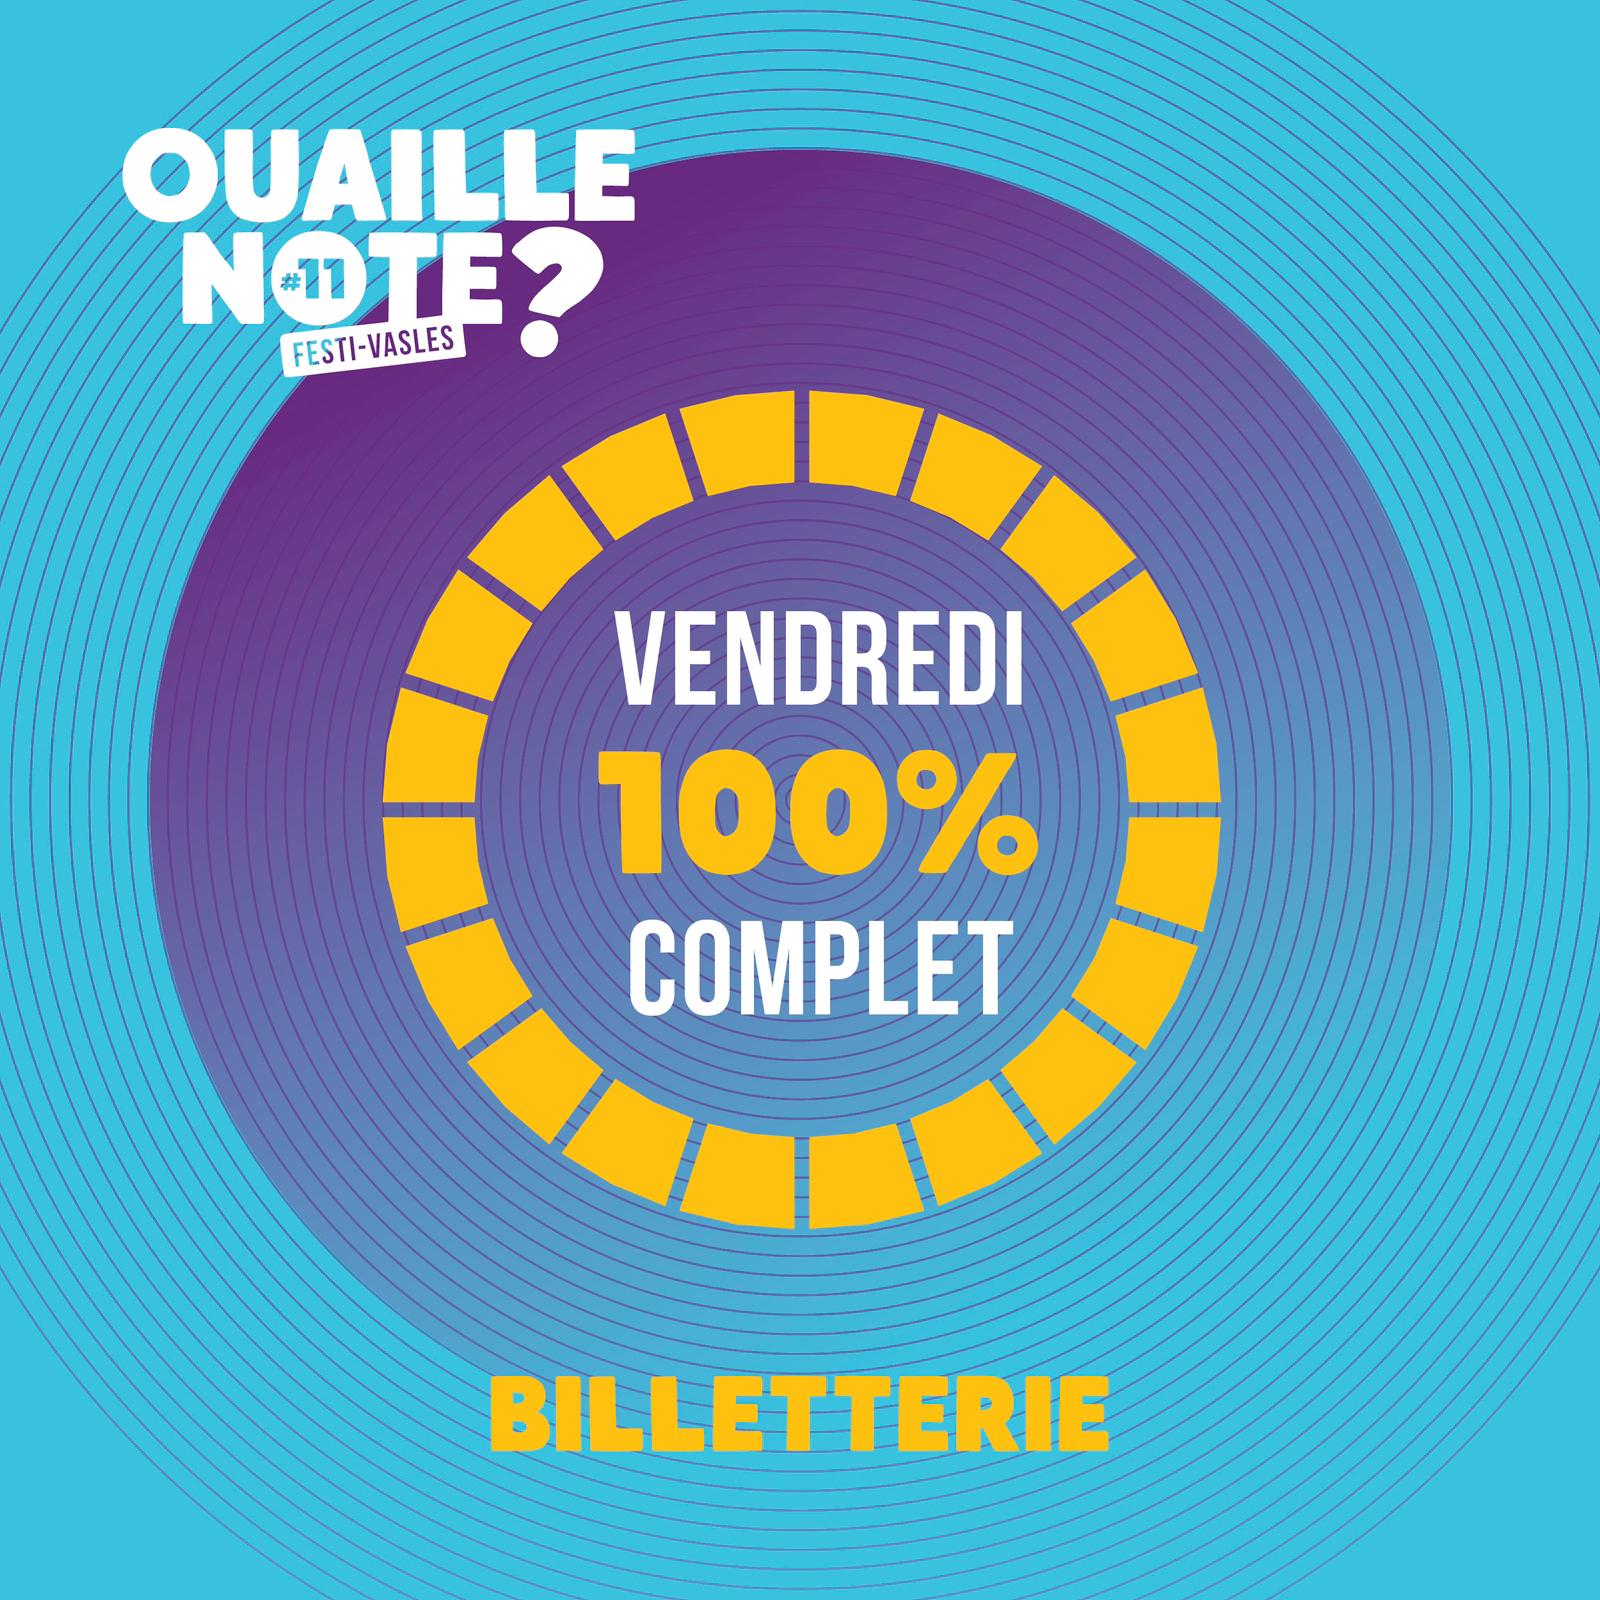 OUAILLE
NOTE?
#11
FESTI-VASLES
VENDREDI
100%
COMPLET
BILLETTERIE